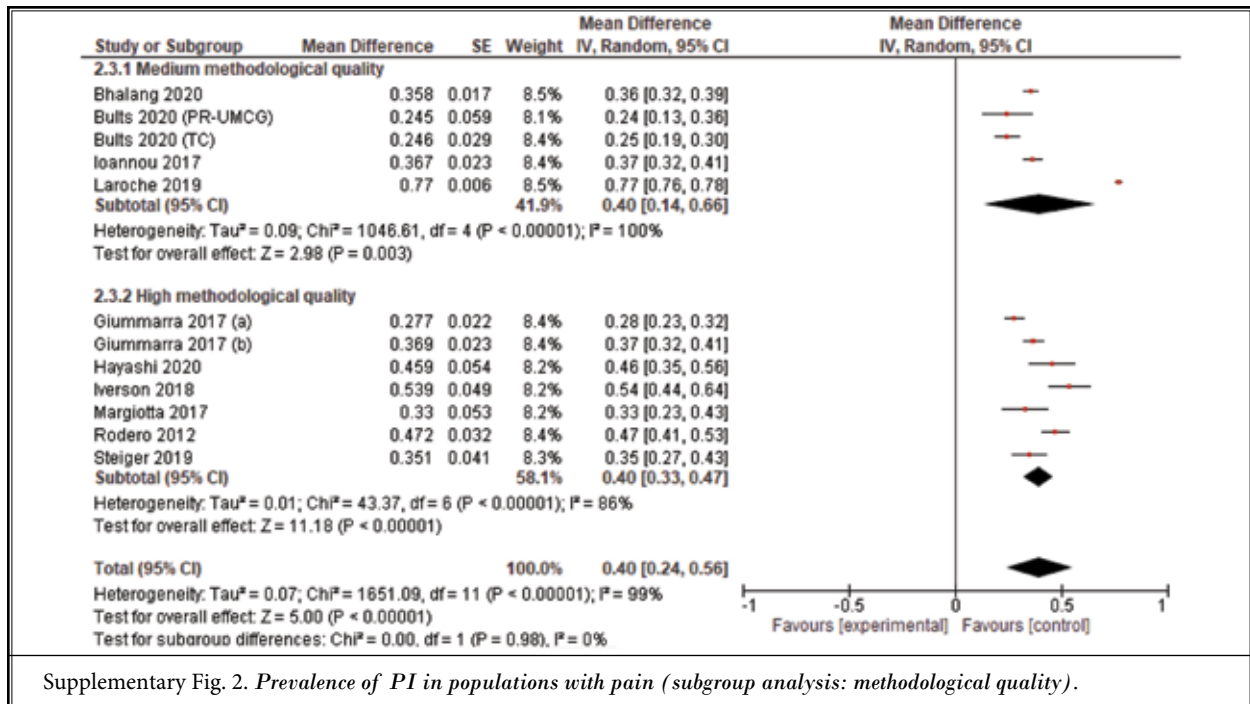 Mean Difference Mean Difference
Study or Subgroup Mean Difference SE Weight IV, Random, 95% CI IV, Random, 95% CI
2.3.1 Medium methodological quality
Bhalang 2020 0.358 0.017 8.5% 0.36 [0.32, 0.39]
Bults 2020 (PR-UMCG) 0.245 0.059 8.1% 0.24 [0.13, 0.36]
Bults 2020 (TC) 0.246 0.029 8.4% 0.25 [0.19, 0.30]
Ioannou 2017 0.367 0.023 8.4% 0.37 [0.32, 0.41]
Laroche 2019 0.77 0.006 8.5% 0.77 [0.76, 0.78]
Subtotal (95% CI) 41.9% 0.40 [0.14, 0.66]
Heterogeneity: Tau² = 0.09; Chi² = 1046.61, df = 4 (P < 0.00001); I² = 100%
Test for overall effect: Z = 2.98 (P = 0.003)
2.3.2 High methodological quality
Giummarra 2017 (a) 0.277 0.022 8.4% 0.28 [0.23, 0.32]
Giummarra 2017 (b) 0.369 0.023 8.4% 0.37 [0.32, 0.41]
Hayashi 2020 0.459 0.054 8.2% 0.46 [0.35, 0.56]
Iverson 2018 0.539 0.049 8.2% 0.54 [0.44, 0.64]
Margiotta 2017 0.33 0.053 8.2% 0.33 [0.23, 0.43]
Rodero 2012 0.472 0.032 8.4% 0.47 [0.41, 0.53]
Steiger 2019 0.351 0.041 8.3% 0.35 [0.27, 0.43]
Subtotal (95% CI) 58.1% 0.40 [0.33, 0.47]
Heterogeneity: Tau² = 0.01; Chi² = 43.37, df = 6 (P < 0.00001); I² = 86%
Test for overall effect: Z = 11.18 (P < 0.00001)
Total (95% CI) 100.0% 0.40 [0.24, 0.56]
Heterogeneity: Tau² = 0.07; Chi² = 1651.09, df = 11 (P < 0.00001); I² = 99%
Test for overall effect: Z = 5.00 (P < 0.00001)
Test for subgroup differences: Chi² = 0.00, df = 1 (P = 0.98), I² = 0%
-1 -0.5 0 0.5 1
Favours [experimental] Favours [control]
Supplementary Fig. 2. Prevalence of PI in populations with pain (subgroup analysis: methodological quality).